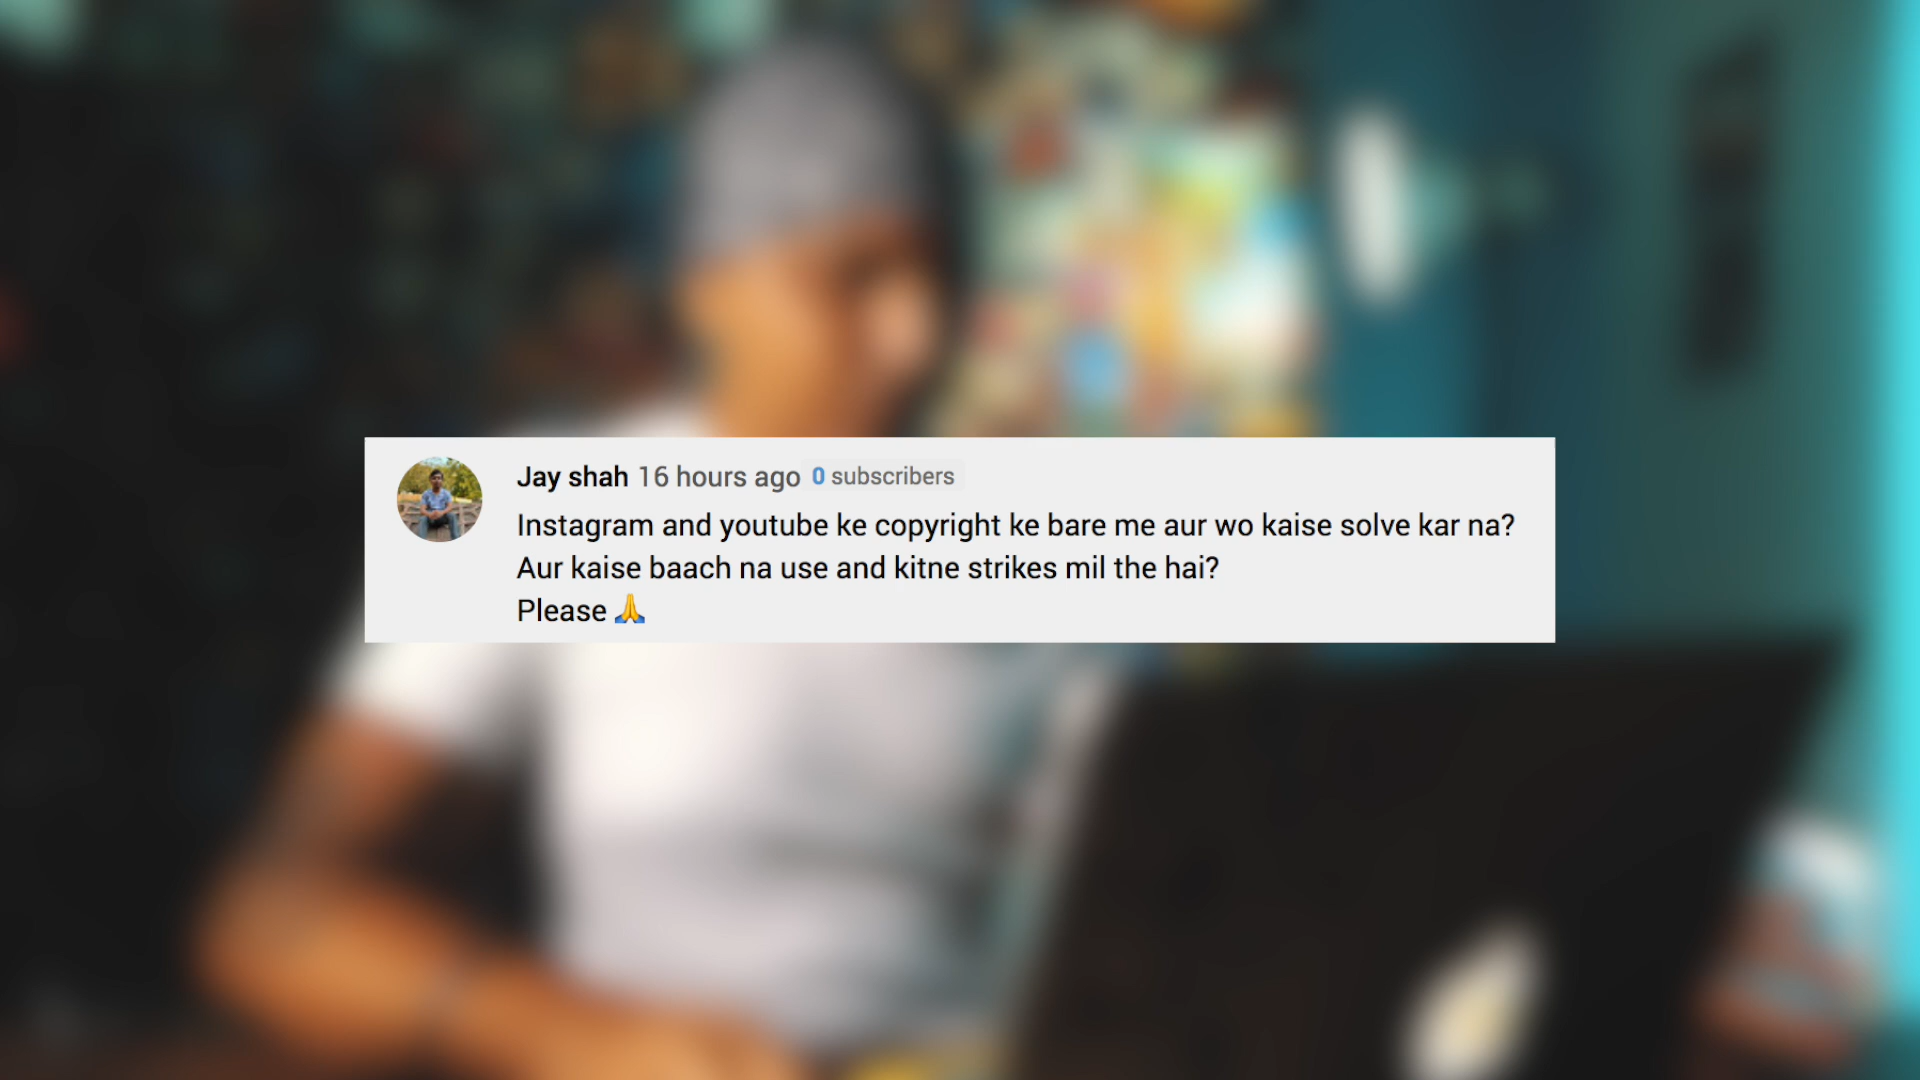 Jay shah 16 hours ago 0 subscribers
Instagram and youtube ke copyright ke bare me aur wo kaise solve kar na?
Aur kaise baach na use and kitne strikes mil the hai?
Please 🙏